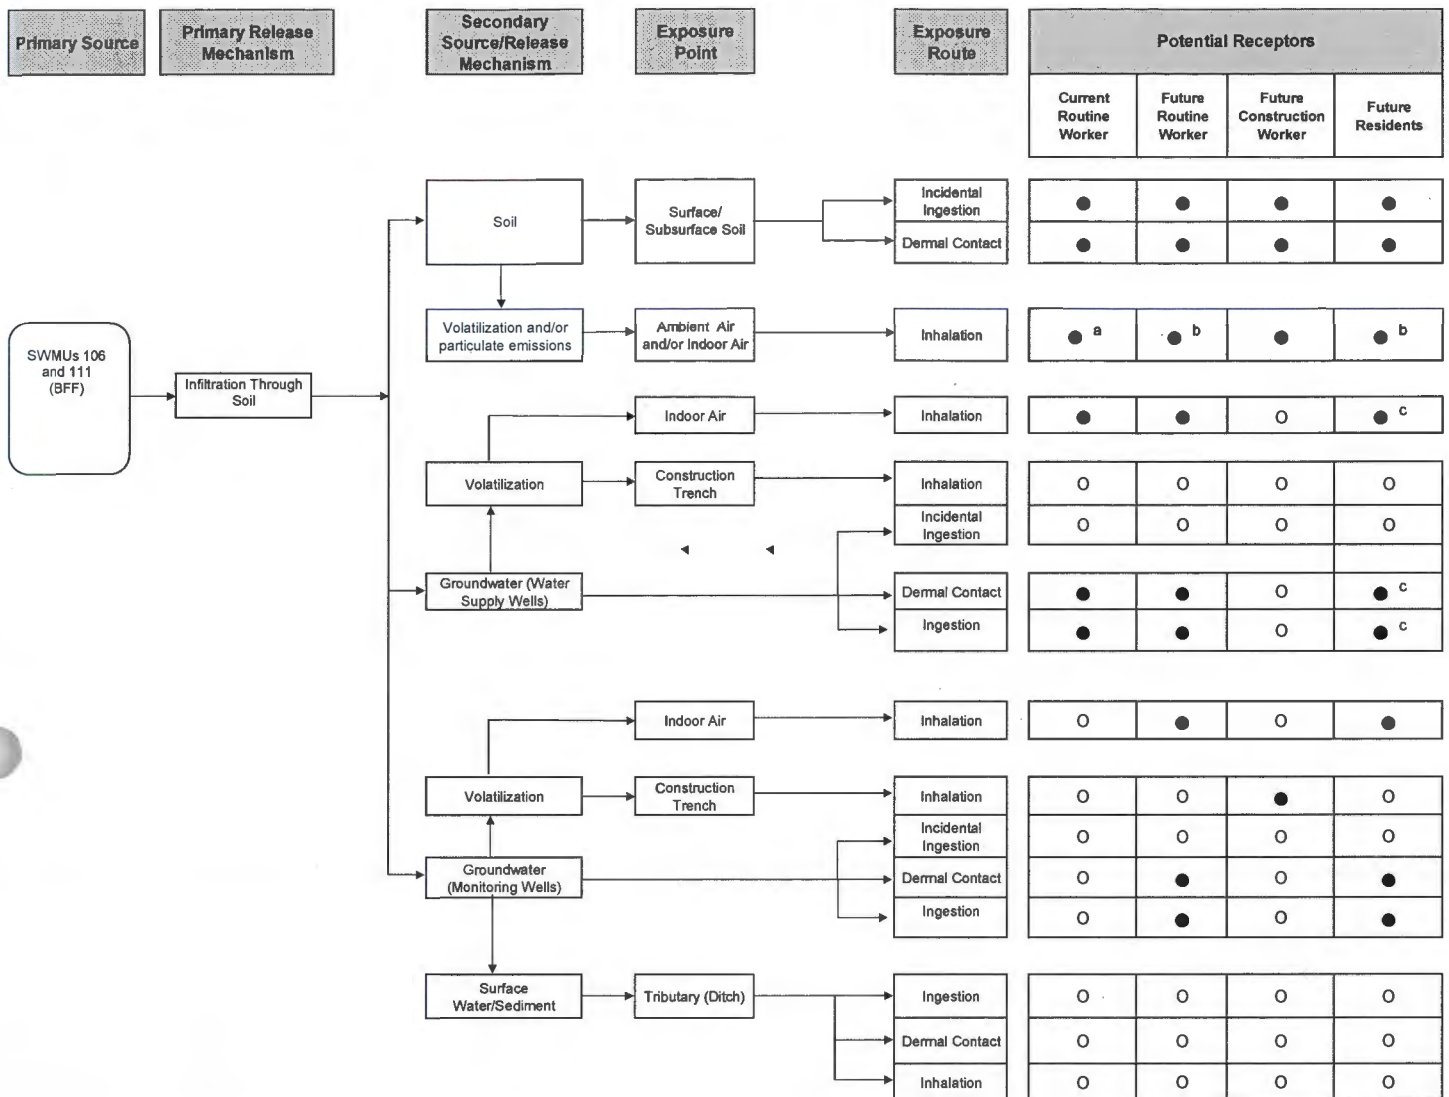 Primary Source
Primary Release
Mechanism
Secondary
Source/Release
Mechanism
Exposure
Point
Exposure
Route
Potential Receptors
Current
Routine
Worker
Future
Routine
Worker
Future
Construction
Worker
Future
Residents
Soil
Surface/
Subsurface Soil
Incidental
Ingestion
● ● ● ●
Dermal Contact
● ● ● ●
Volatilization and/or
particulate emissions
Ambient Air
and/or Indoor Air
Inhalation
● a ● b ● ● b
SWMUs 106
and 111
(BFF)
Infiltration Through
Soil
Indoor Air
Inhalation
● ● O ● c
Volatilization
Construction
Trench
Inhalation
O O O O
Incidental
Ingestion
O O O O
Groundwater (Water
Supply Wells)
Dermal Contact
● ● O ● c
Ingestion
● ● O ● c
Indoor Air
Inhalation
O ● O ●
Volatilization
Construction
Trench
Inhalation
O O ● O
Incidental
Ingestion
O O O O
Groundwater
(Monitoring Wells)
Dermal Contact
O ● O ●
Ingestion
O ● O ●
Surface
Water/Sediment
Tributary (Ditch)
Ingestion
O O O O
Dermal Contact
O O O O
Inhalation
O O O O